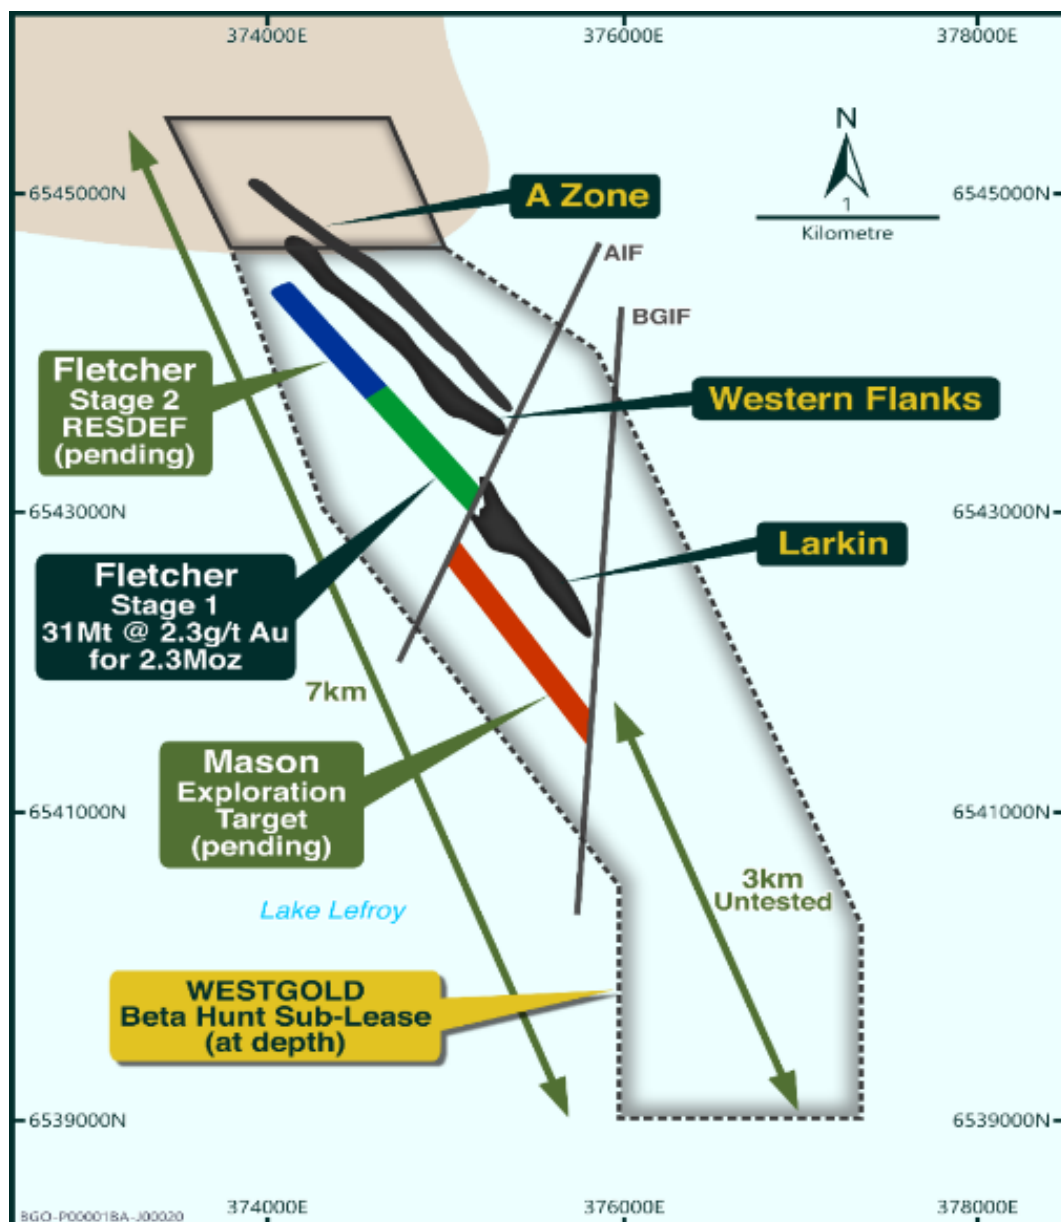 374000E
376000E
378000E
N
1
Kilometre
6545000N
6545000N
A Zone
AIF
BGIF
Fletcher
Stage 2
RESDEF
(pending)
Western Flanks
6543000N
6543000N
Larkin
Fletcher
Stage 1
31Mt @ 2.3g/t Au
for 2.3Moz
7km
Mason
Exploration
Target
(pending)
6541000N
6541000N
3km
Untested
Lake Lefroy
WESTGOLD
Beta Hunt Sub-Lease
(at depth)
6539000N
6539000N
374000E
376000E
378000E
BGO-P00001BA-J00020